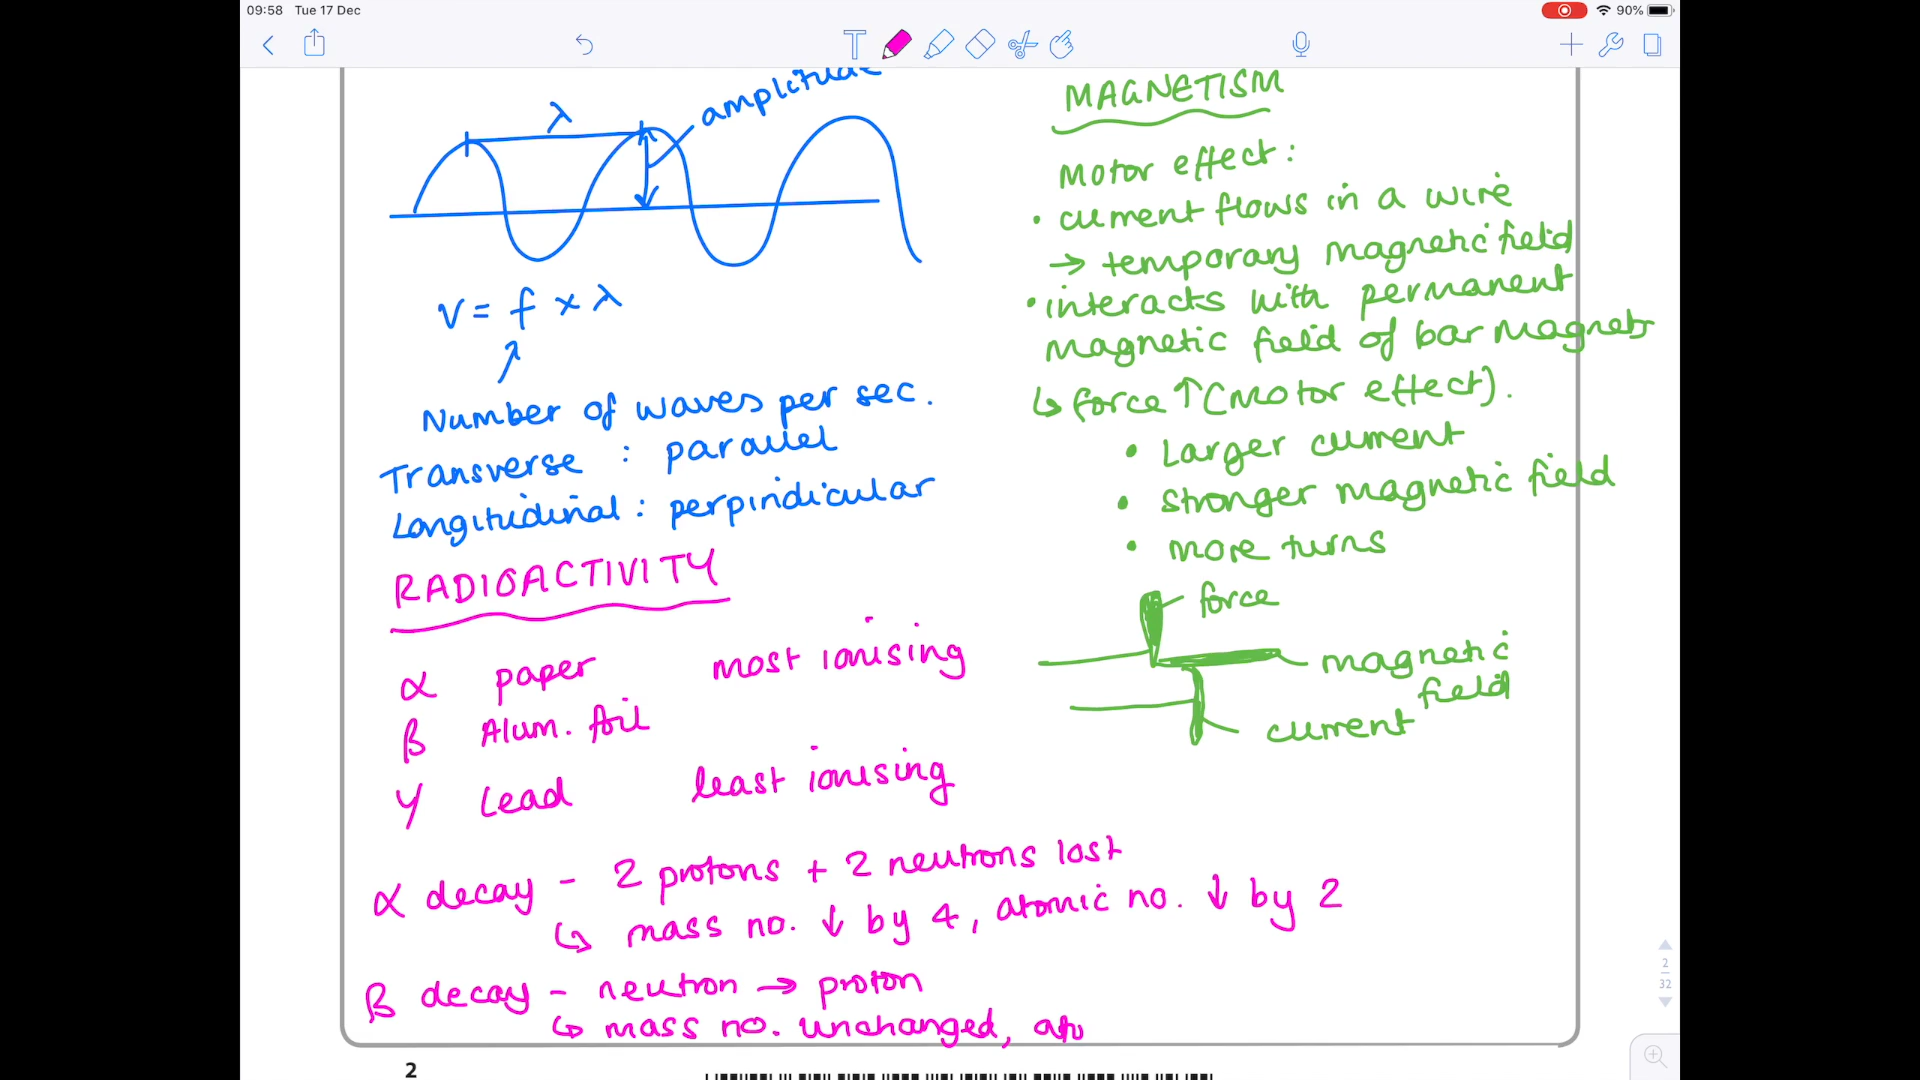 09:58 Tue 17 Dec
90%
T
λ
amplitude
V = f × λ
Number of waves per sec.
Transverse : parallel
Longitudinal : perpindicular
RADIOACTIVITY
α paper most ionising
β Alum. foil
γ Lead least ionising
α decay - 2 protons + 2 neutrons lost
↳ mass no. ↓ by 4, atomic no. ↓ by 2
β decay - neutron → proton
↳ mass no. unchanged, ato
MAGNETISM
Motor effect :
• current flows in a wire
→ temporary magnetic field
• interacts with permanent
magnetic field of bar magnets
↳ force ↑ (motor effect).
• Larger current
• Stronger magnetic field
• more turns
force
magnetic
field
current
2
32
2